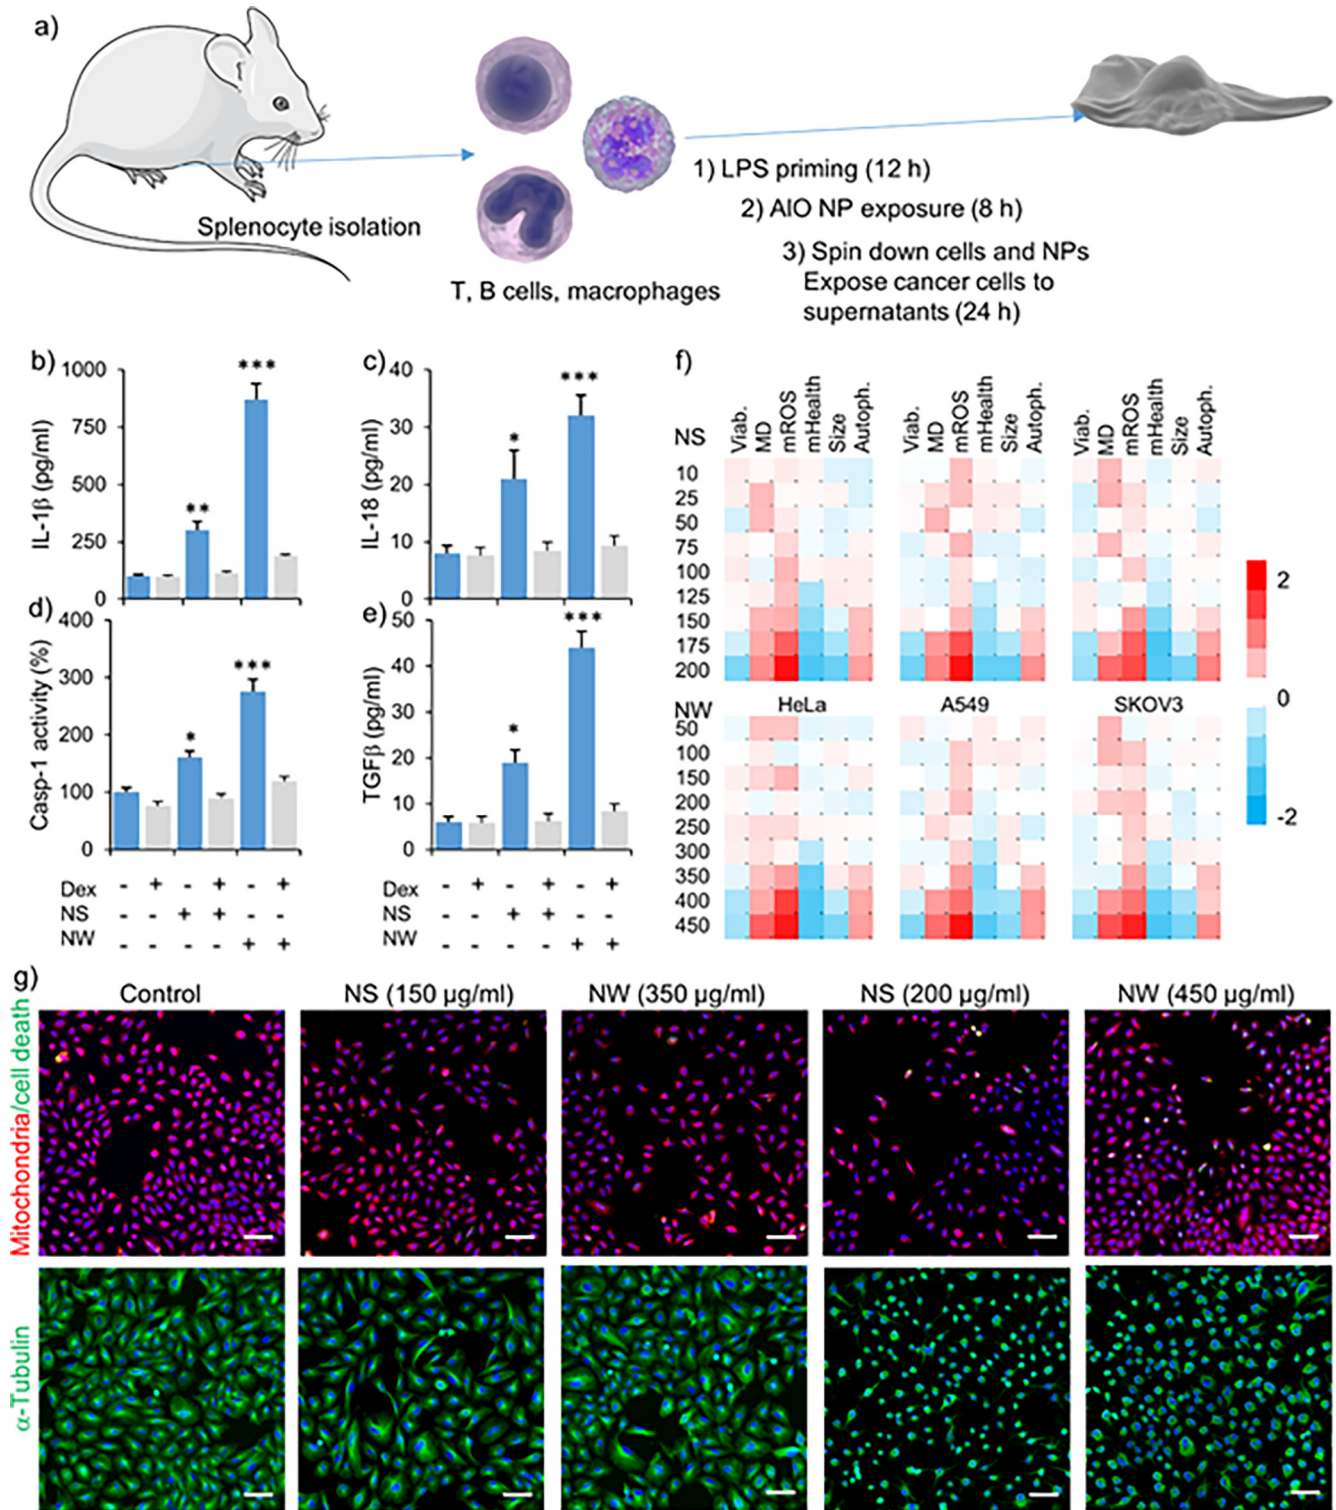 a)
Splenocyte isolation
T, B cells, macrophages
1) LPS priming (12 h)
2) AlO NP exposure (8 h)
3) Spin down cells and NPs
Expose cancer cells to
supernatants (24 h)
b)
IL-1β (pg/ml)
1000
750
500
250
0
**
***
c)
IL-18 (pg/ml)
40
30
20
10
0
*
***
d)
Casp-1 activity (%)
400
300
200
100
0
*
***
e)
TGFβ (pg/ml)
50
40
30
20
10
0
*
***
Dex - + - + - +
NS - - + + - -
NW - - - - + +
Dex - + - + - +
NS - - + + - -
NW - - - - + +
f)
NS
Viab. MD mROS mHealth Size Autoph.
Viab. MD mROS mHealth Size Autoph.
Viab. MD mROS mHealth Size Autoph.
10
25
50
75
100
125
150
175
200
HeLa A549 SKOV3
NW
50
100
150
200
250
300
350
400
450
2
0
-2
g)
Control NS (150 µg/ml) NW (350 µg/ml) NS (200 µg/ml) NW (450 µg/ml)
Mitochondria/cell death
α-Tubulin